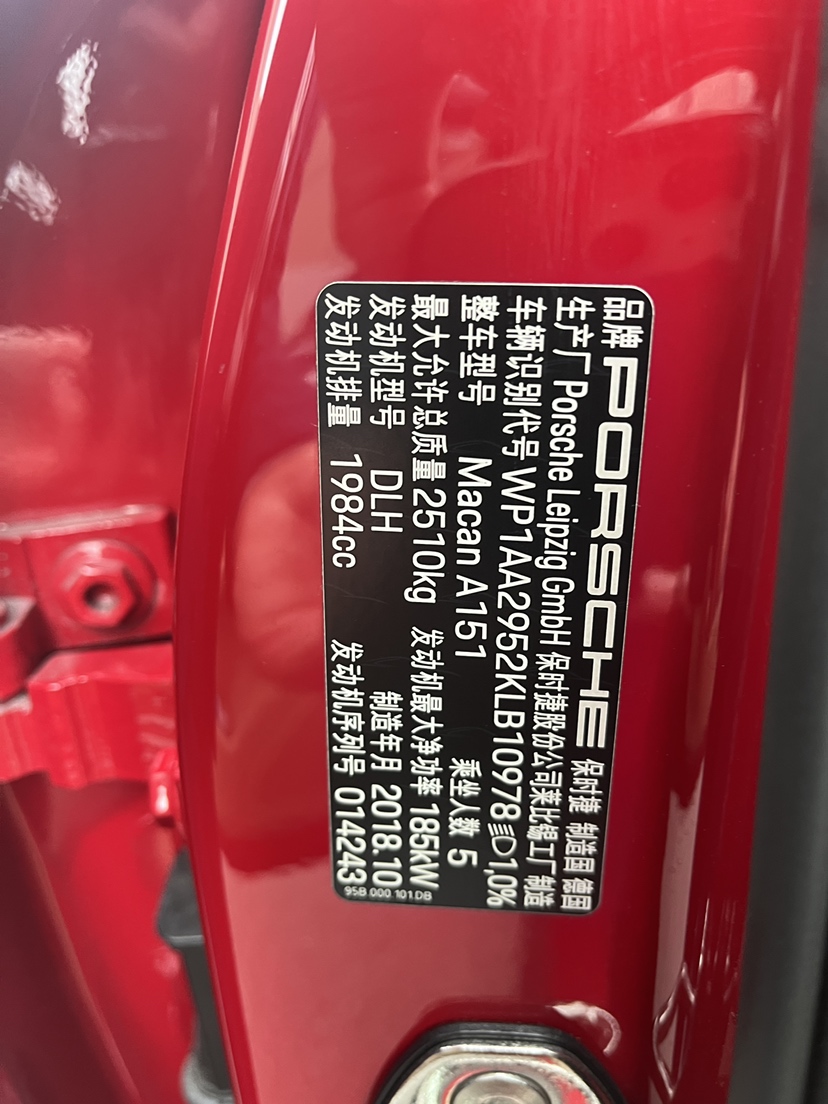 品牌 PORSCHE 保时捷 制造国 德国
生产厂 Porsche Leipzig GmbH 保时捷股份公司莱比锡工厂制造
车辆识别代号 WP1AA2952KLB10978 1,0%
整车型号 Macan A151 乘坐人数 5
最大允许总质量 2510kg 发动机最大净功率 185kW
发动机型号 DLH 制造年月 2018.10
发动机排量 1984cc 发动机序列号 014243
95B 000 101 DB